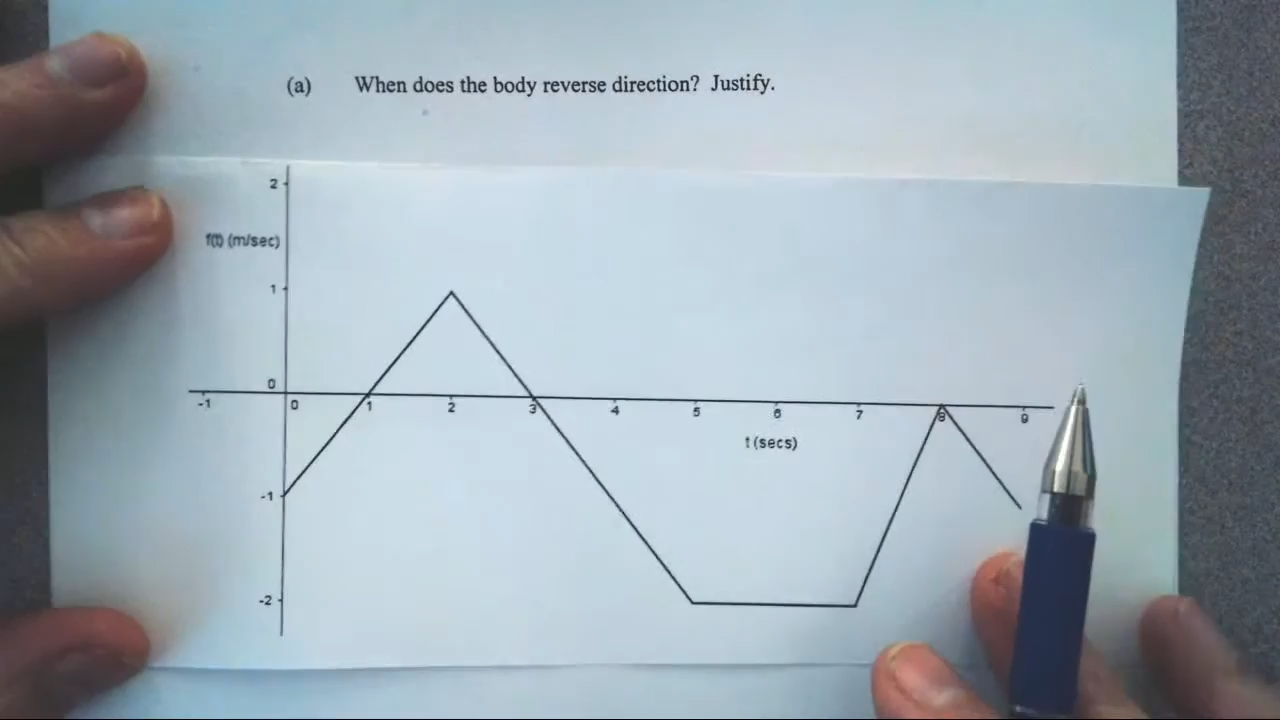 (a) When does the body reverse direction? Justify.
2
f(t) (m/sec)
1
0
-1 0 1 2 3 4 5 6 7 8 9
t (secs)
-1
-2